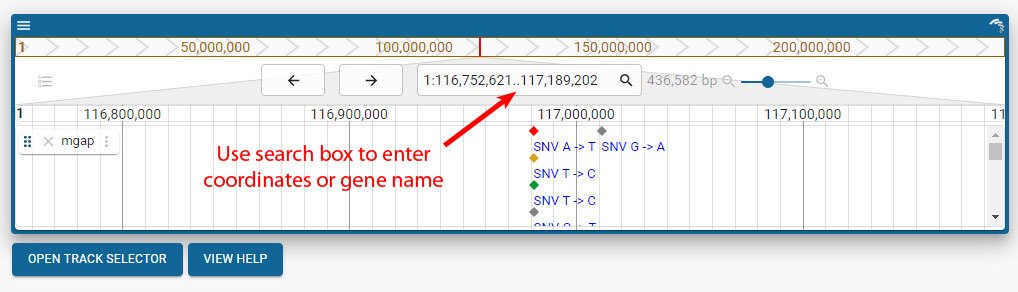 1 50,000,000 100,000,000 150,000,000 200,000,000
1:116,752,621..117,189,202 436,582 bp
1 116,800,000 116,900,000 117,000,000 117,100,000
mgap
Use search box to enter
coordinates or gene name
SNV A -> T SNV G -> A
SNV T -> C
SNV T -> C
OPEN TRACK SELECTOR VIEW HELP